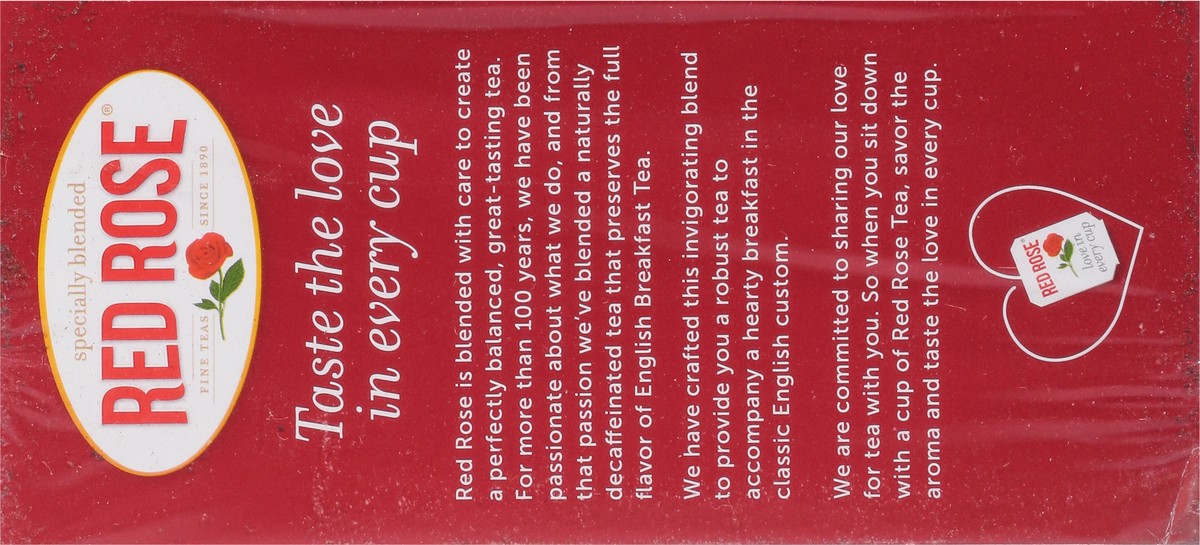 specially blended
RED ROSE®
FINE TEAS SINCE 1890
Taste the love
in every cup
Red Rose is blended with care to create
a perfectly balanced, great-tasting tea.
For more than 100 years, we have been
passionate about what we do, and from
that passion we've blended a naturally
decaffeinated tea that preserves the full
flavor of English Breakfast Tea.
We have crafted this invigorating blend
to provide you a robust tea to
accompany a hearty breakfast in the
classic English custom.
We are committed to sharing our love
for tea with you. So when you sit down
with a cup of Red Rose Tea, savor the
aroma and taste the love in every cup.
RED ROSE
love in
every cup